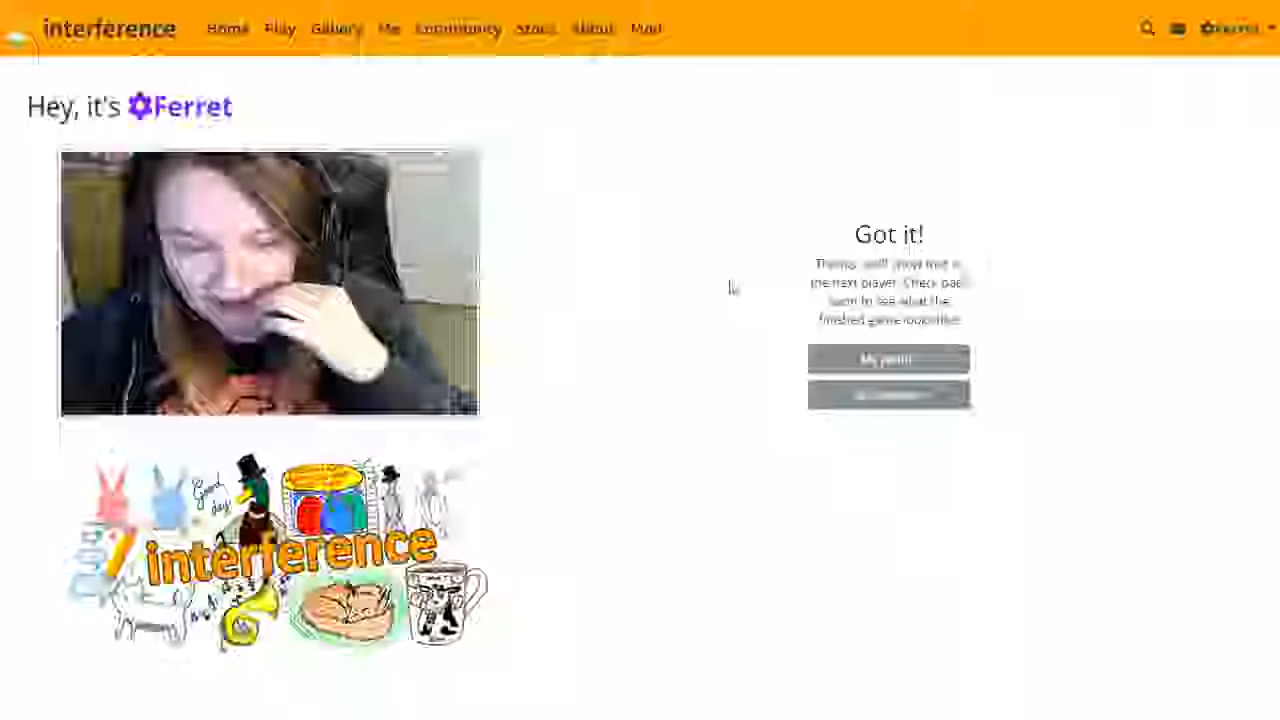 interference Home Play Gallery Me Community Stats About Mod Ferret
Hey, it's Ferret
Got it!
Thanks, we'll show that to
the next player. Check back
soon to see what the
finished game looks like!
Good
day!
interference